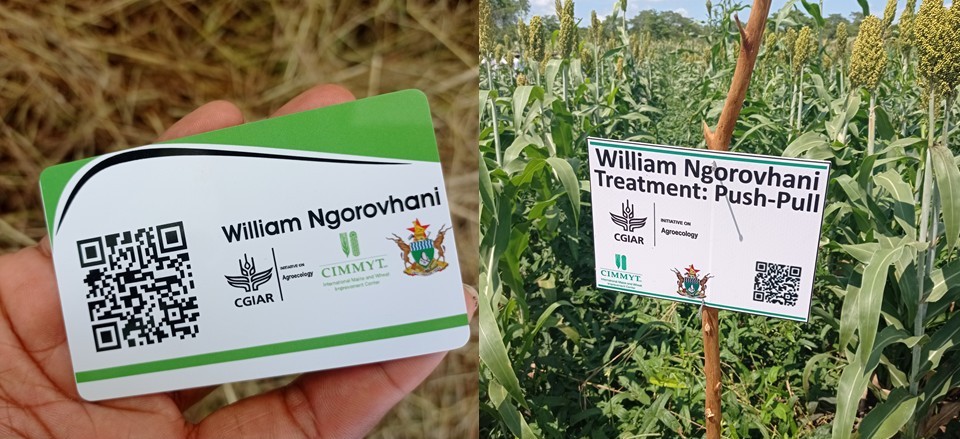 William Ngorovhani
CGIAR
INITIATIVE ON
Agroecology
CIMMYT
International Maize and Wheat
Improvement Center
William Ngorovhani
Treatment: Push-Pull
CGIAR
INITIATIVE ON
Agroecology
CIMMYT